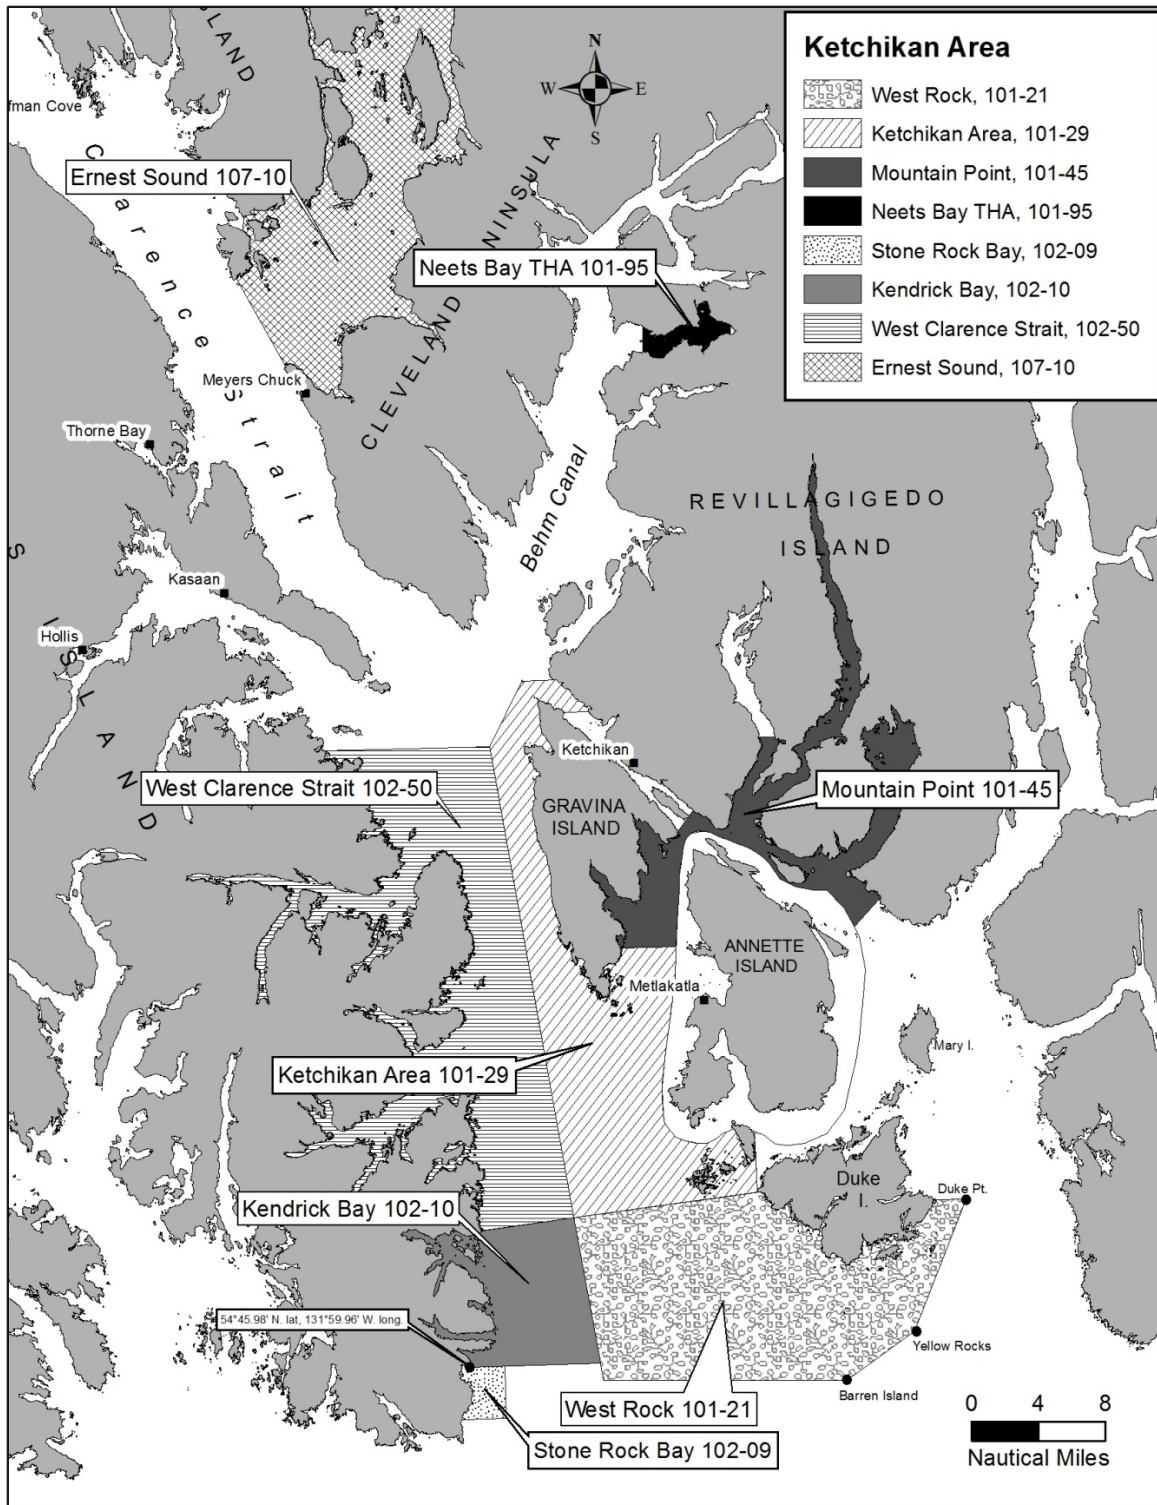 Ketchikan Area
West Rock, 101-21
Ketchikan Area, 101-29
Mountain Point, 101-45
Neets Bay THA, 101-95
Stone Rock Bay, 102-09
Kendrick Bay, 102-10
West Clarence Strait, 102-50
Ernest Sound, 107-10
N
W E
S
LAND
fman Cove
Clarence Strait
Ernest Sound 107-10
CLEVELAND
NINSULA
Neets Bay THA 101-95
Meyers Chuck
Thorne Bay
Behm Canal
REVILLAGIGEDO
ISLAND
Kasaan
Hollis
S ISLAND
Ketchikan
West Clarence Strait 102-50
GRAVINA
ISLAND
Mountain Point 101-45
ANNETTE
ISLAND
Metlakatla
Mary I.
Ketchikan Area 101-29
Duke
I.
Duke Pt.
Kendrick Bay 102-10
54°45.98' N. lat, 131°59.96' W. long.
Yellow Rocks
Barren Island
West Rock 101-21
Stone Rock Bay 102-09
0 4 8
Nautical Miles